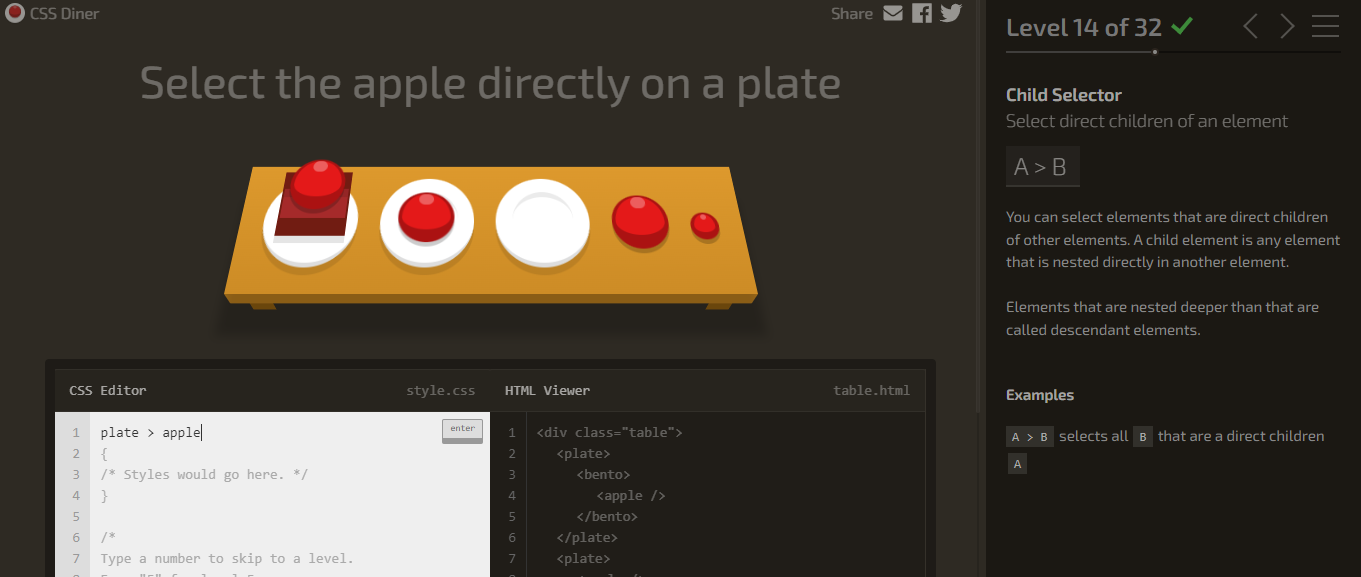 CSS Diner
Share
Select the apple directly on a plate
CSS Editor style.css
1 plate > apple
enter
2 {
3 /* Styles would go here. */
4 }
5
6 /*
7 Type a number to skip to a level.
HTML Viewer table.html
1 <div class="table">
2 <plate>
3 <bento>
4 <apple />
5 </bento>
6 </plate>
7 <plate>
Level 14 of 32
Child Selector
Select direct children of an element
A > B
You can select elements that are direct children
of other elements. A child element is any element
that is nested directly in another element.
Elements that are nested deeper than that are
called descendant elements.
Examples
A > B selects all B that are a direct children
A